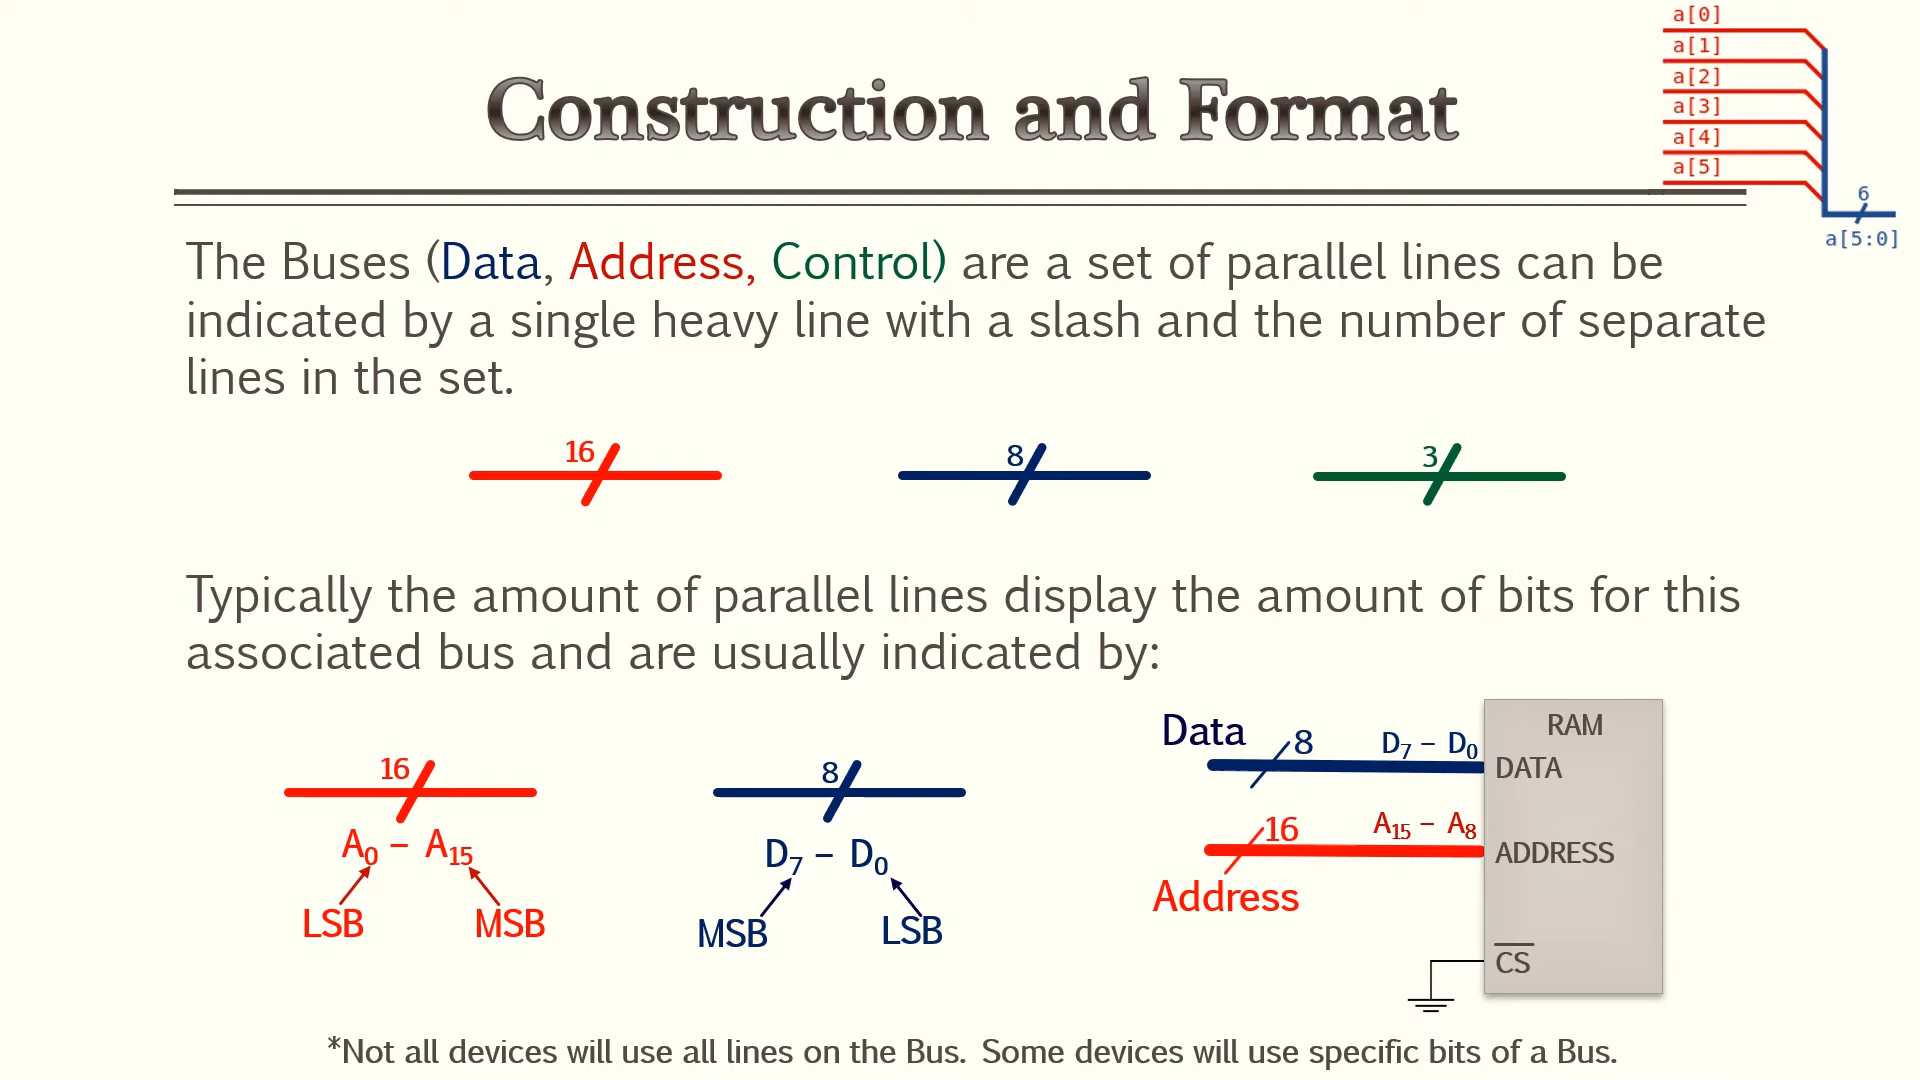 a[0]
a[1]
a[2]
a[3]
a[4]
a[5]
6
a[5:0]
Construction and Format
The Buses (Data, Address, Control) are a set of parallel lines can be
indicated by a single heavy line with a slash and the number of separate
lines in the set.
16
8
3
Typically the amount of parallel lines display the amount of bits for this
associated bus and are usually indicated by:
16
A₀ – A₁₅
LSB MSB
8
D₇ – D₀
MSB LSB
Data
8
D₇ – D₀
RAM
DATA
16
A₁₅ – A₈
ADDRESS
Address
C̅S̅
*Not all devices will use all lines on the Bus. Some devices will use specific bits of a Bus.